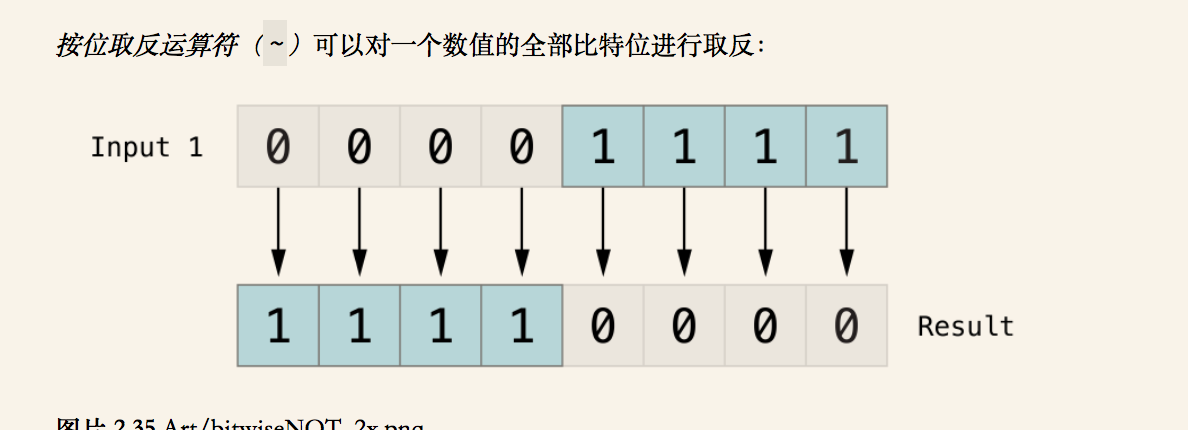 按位取反运算符（~）可以对一个数值的全部比特位进行取反：
Input 1 0 0 0 0 1 1 1 1
1 1 1 1 0 0 0 0 Result
图片 2.35 Art/bitwiseNOT_2x.png